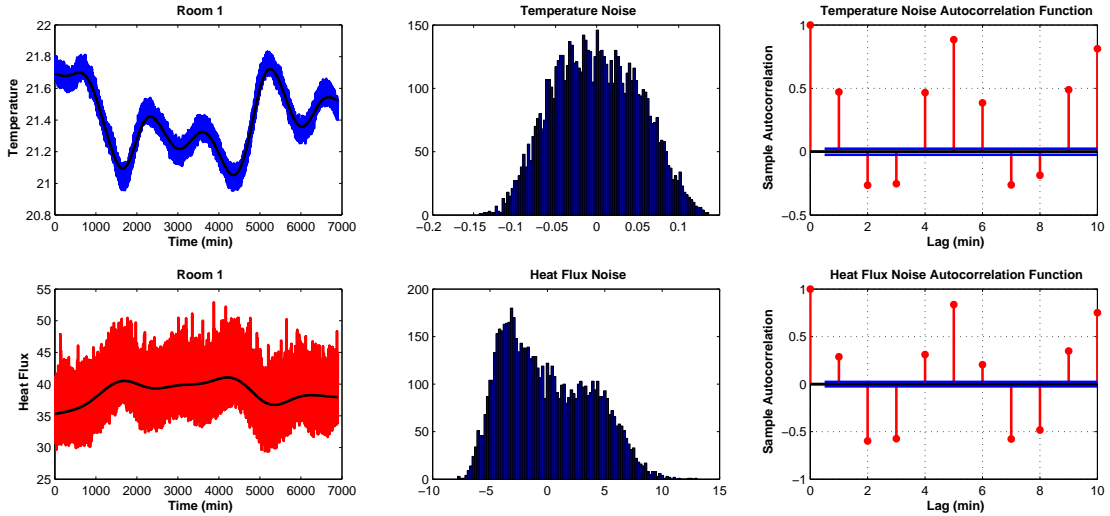 Room 1
22
21.8
21.6
21.4
21.2
21
20.8
Temperature
0 1000 2000 3000 4000 5000 6000 7000
Time (min)
Temperature Noise
150
100
50
0
−0.2 −0.15 −0.1 −0.05 0 0.05 0.1
Temperature Noise Autocorrelation Function
1
0.5
0
−0.5
Sample Autocorrelation
0 2 4 6 8 10
Lag (min)
Room 1
55
50
45
40
35
30
25
Heat Flux
0 1000 2000 3000 4000 5000 6000 7000
Time (min)
Heat Flux Noise
200
150
100
50
0
−10 −5 0 5 10 15
Heat Flux Noise Autocorrelation Function
1
0.5
0
−0.5
−1
Sample Autocorrelation
0 2 4 6 8 10
Lag (min)